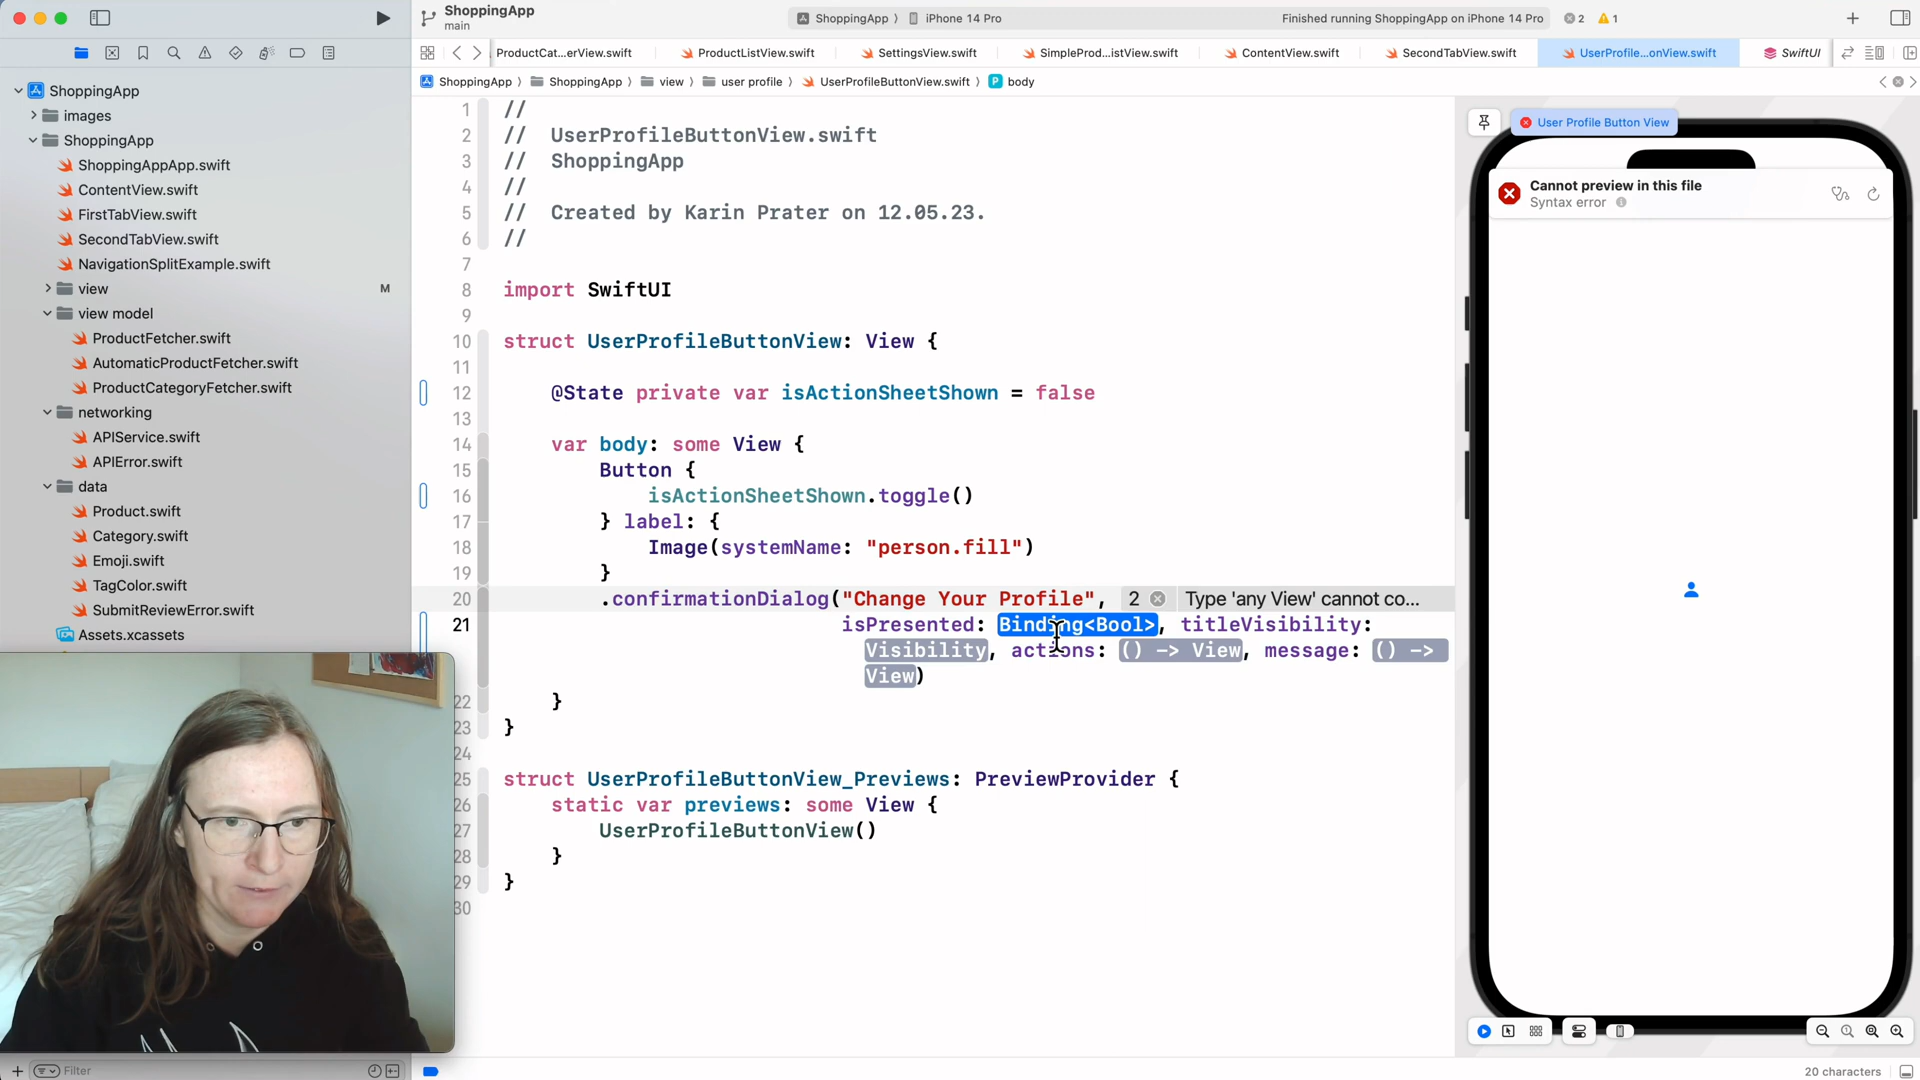 ShoppingApp
main
ShoppingApp 〉 iPhone 14 Pro
Finished running ShoppingApp on iPhone 14 Pro
2 1
ProductCat...erView.swift
ProductListView.swift
SettingsView.swift
SimpleProd...istView.swift
ContentView.swift
SecondTabView.swift
UserProfile...onView.swift
SwiftUI
ShoppingApp 〉 ShoppingApp 〉 view 〉 user profile 〉 UserProfileButtonView.swift 〉 P body
ShoppingApp
images
ShoppingApp
ShoppingAppApp.swift
ContentView.swift
FirstTabView.swift
SecondTabView.swift
NavigationSplitExample.swift
view M
view model
ProductFetcher.swift
AutomaticProductFetcher.swift
ProductCategoryFetcher.swift
networking
APIService.swift
APIError.swift
data
Product.swift
Category.swift
Emoji.swift
TagColor.swift
SubmitReviewError.swift
Assets.xcassets
Filter
1 //
2 // UserProfileButtonView.swift
3 // ShoppingApp
4 //
5 // Created by Karin Prater on 12.05.23.
6 //
7
8 import SwiftUI
9
10 struct UserProfileButtonView: View {
11
12 @State private var isActionSheetShown = false
13
14 var body: some View {
15 Button {
16 isActionSheetShown.toggle()
17 } label: {
18 Image(systemName: "person.fill")
19 }
20 .confirmationDialog("Change Your Profile", 2 Type 'any View' cannot co...
21 isPresented: Binding<Bool>, titleVisibility:
Visibility, actions: () -> View, message: () ->
View)
22 }
23 }
24
25 struct UserProfileButtonView_Previews: PreviewProvider {
26 static var previews: some View {
27 UserProfileButtonView()
28 }
29 }
30
User Profile Button View
Cannot preview in this file
Syntax error
20 characters